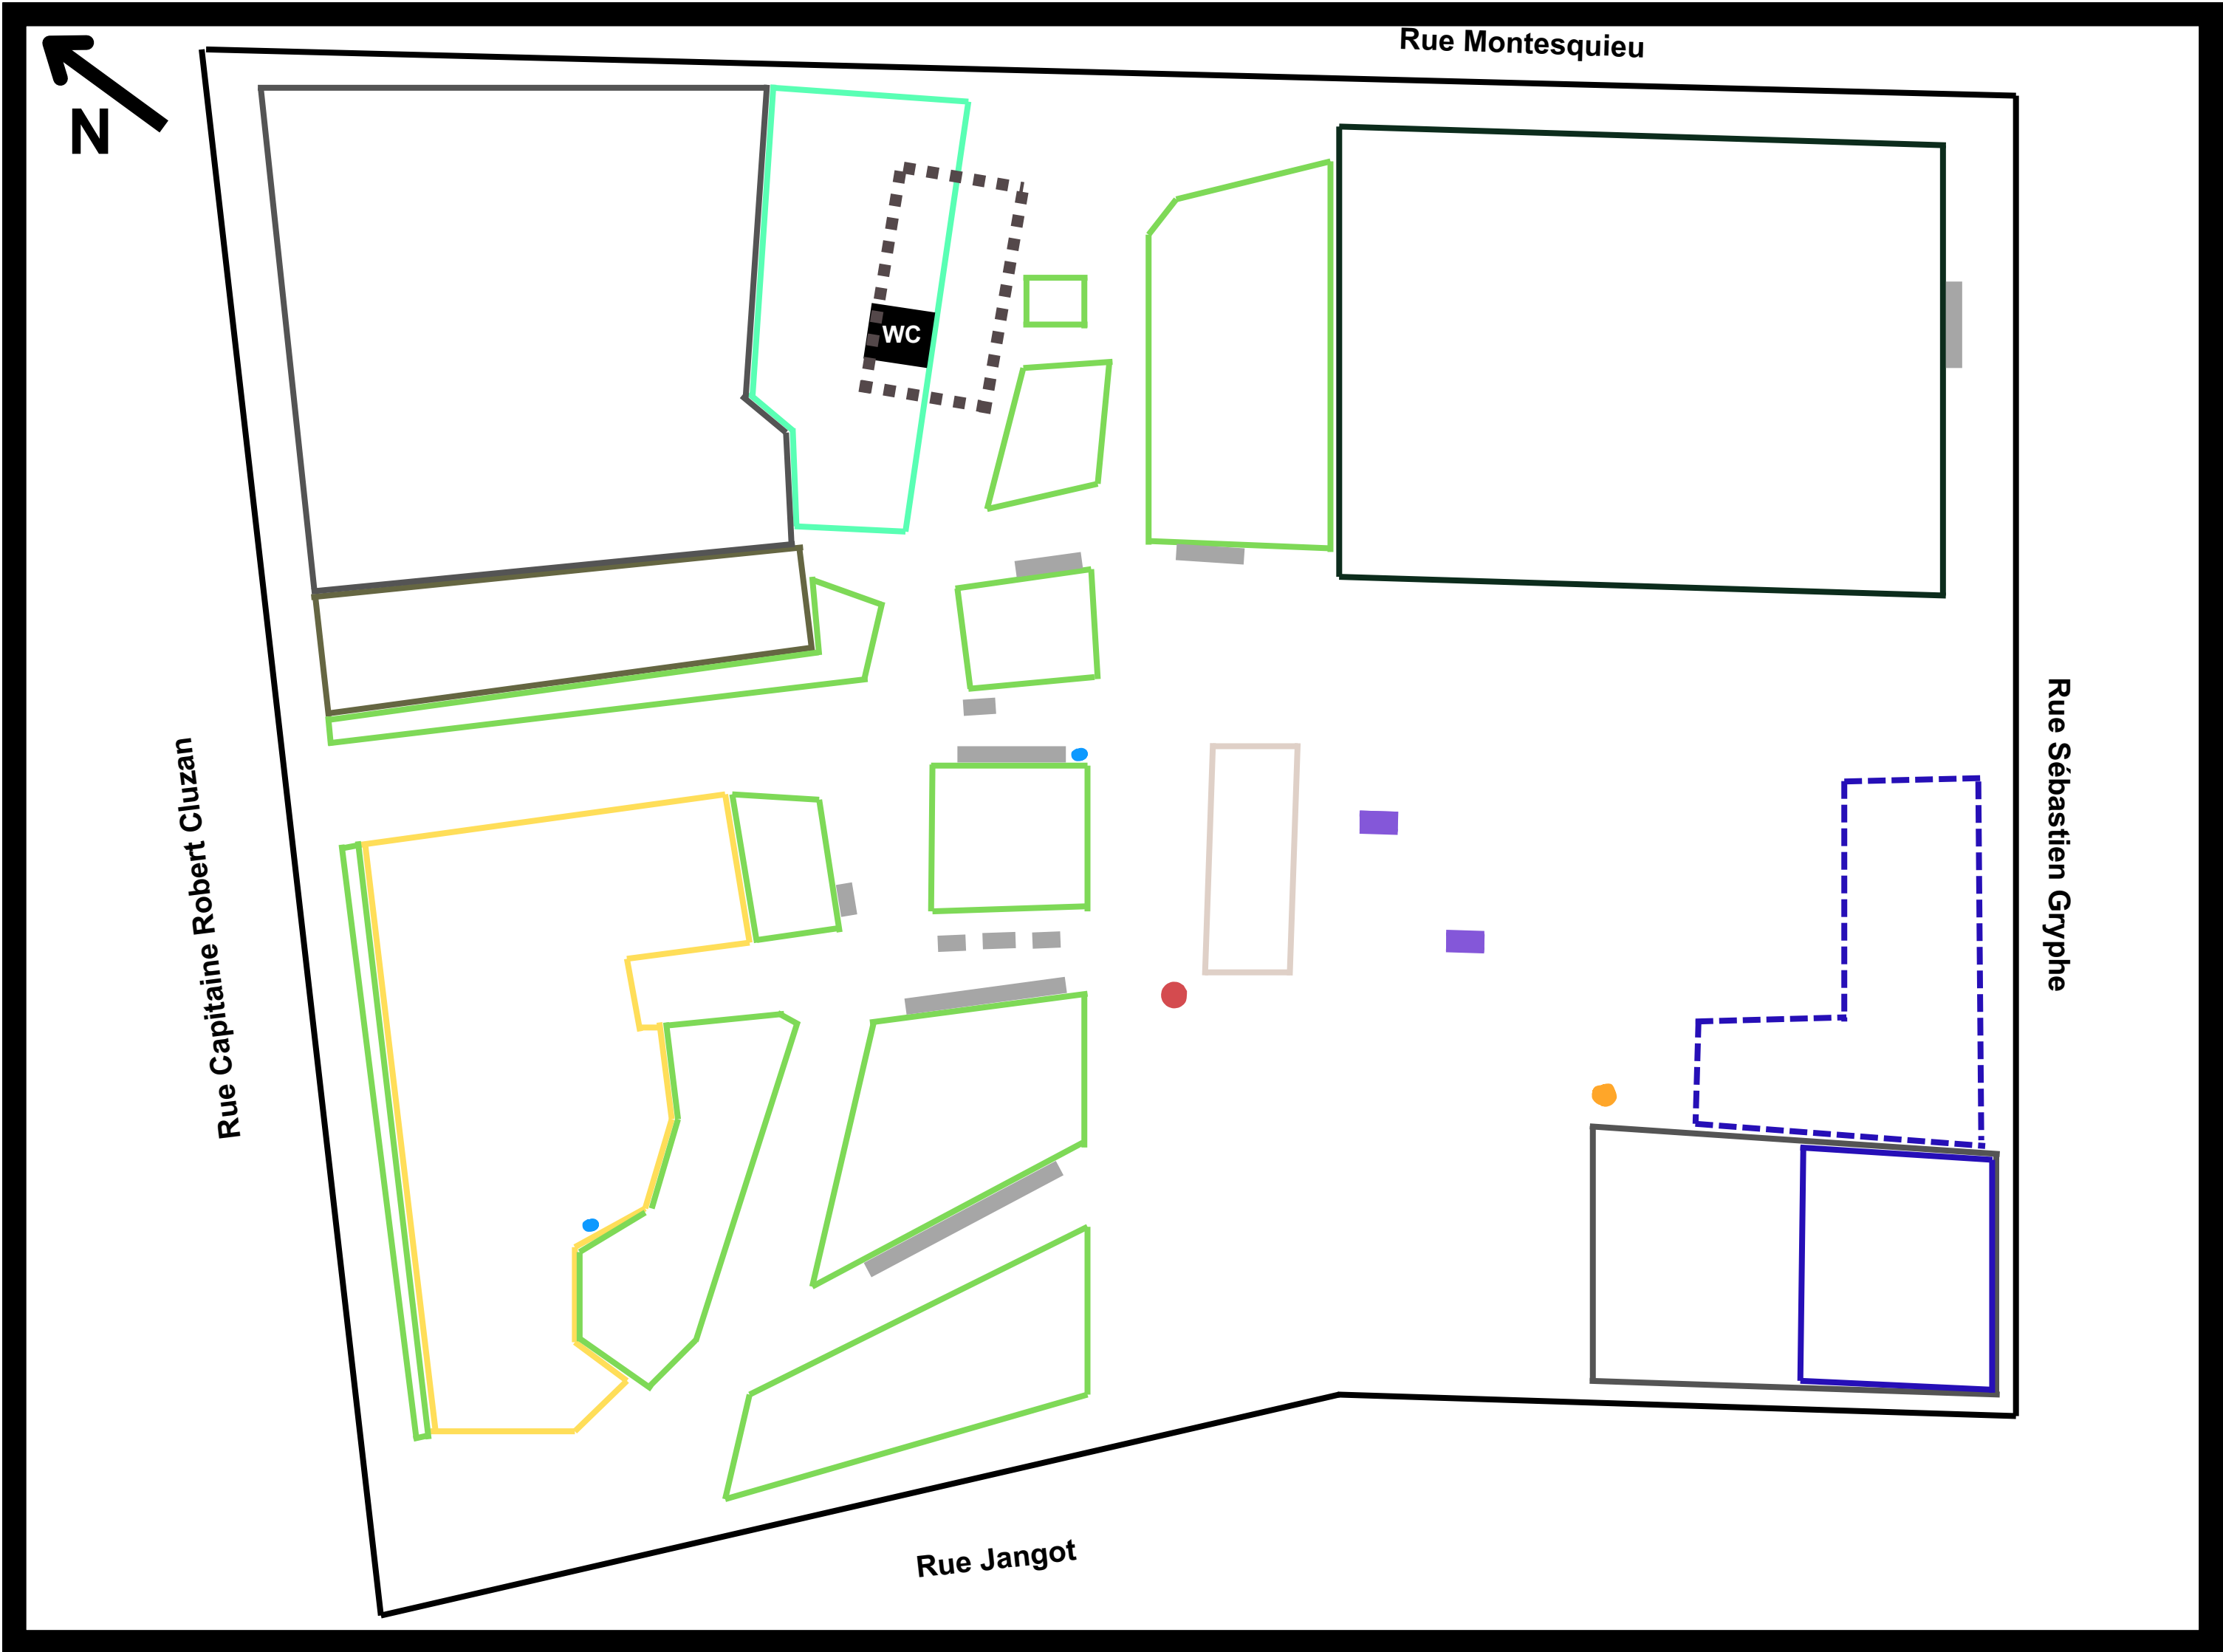 Rue Montesquieu
N
WC
Rue Sébastien Gryphe
Rue Capitaine Robert Cluzan
Rue Jangot